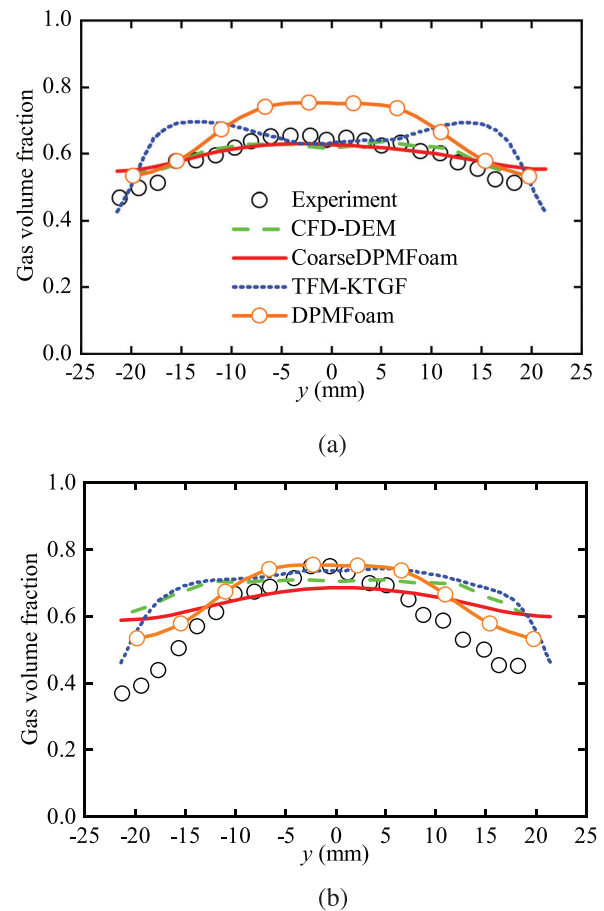 1.0
0.8
0.6
0.4
0.2
0.0
Gas volume fraction
Experiment
CFD-DEM
CoarseDPMFoam
TFM-KTGF
DPMFoam
-25 -20 -15 -10 -5 0 5 10 15 20 25
y (mm)
(a)
1.0
0.8
0.6
0.4
0.2
0.0
Gas volume fraction
-25 -20 -15 -10 -5 0 5 10 15 20 25
y (mm)
(b)